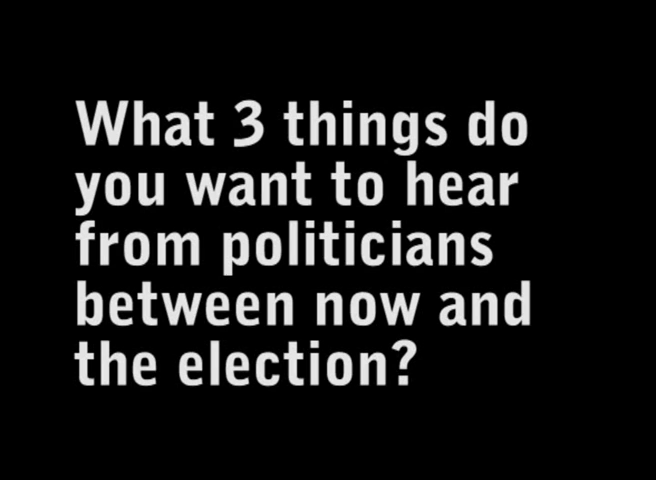 What 3 things do
you want to hear
from politicians
between now and
the election?